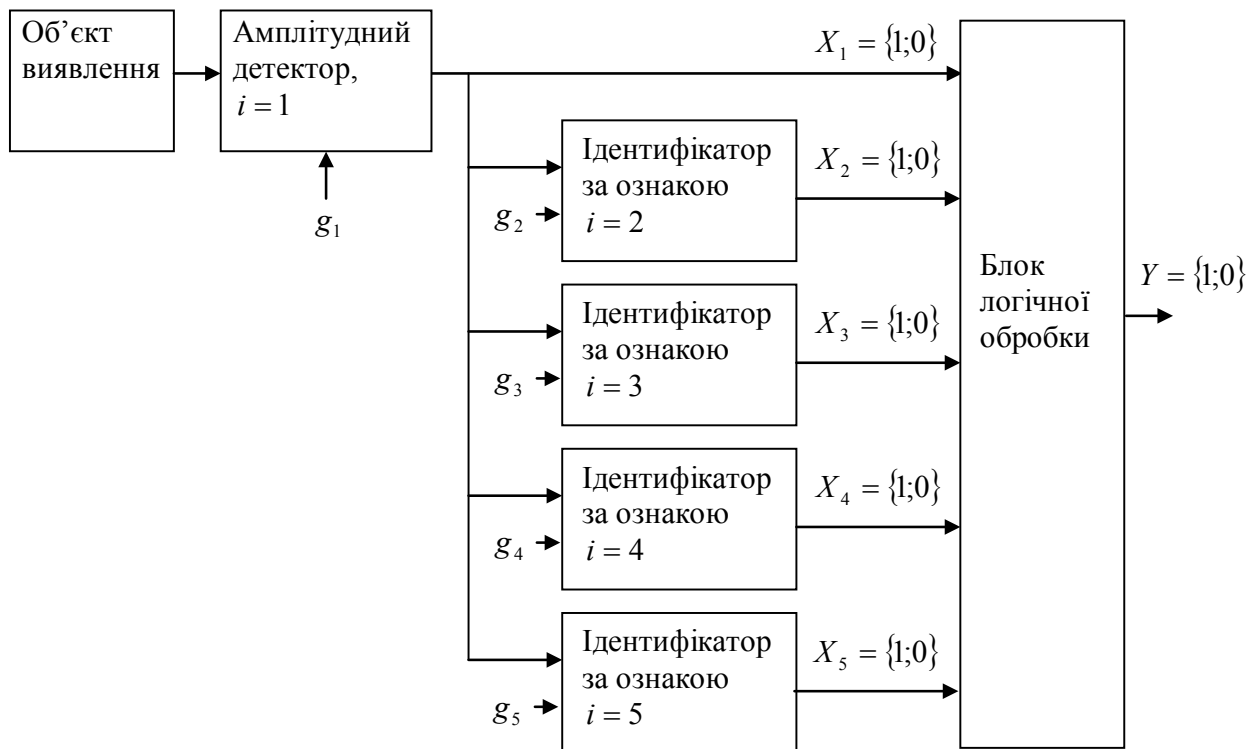 Об’єкт
виявлення
Амплітудний
детектор,
i = 1
g₁
X₁ = {1;0}
Ідентифікатор
за ознакою
i = 2
g₂
X₂ = {1;0}
Ідентифікатор
за ознакою
i = 3
g₃
X₃ = {1;0}
Ідентифікатор
за ознакою
i = 4
g₄
X₄ = {1;0}
Ідентифікатор
за ознакою
i = 5
g₅
X₅ = {1;0}
Блок
логічної
обробки
Y = {1;0}